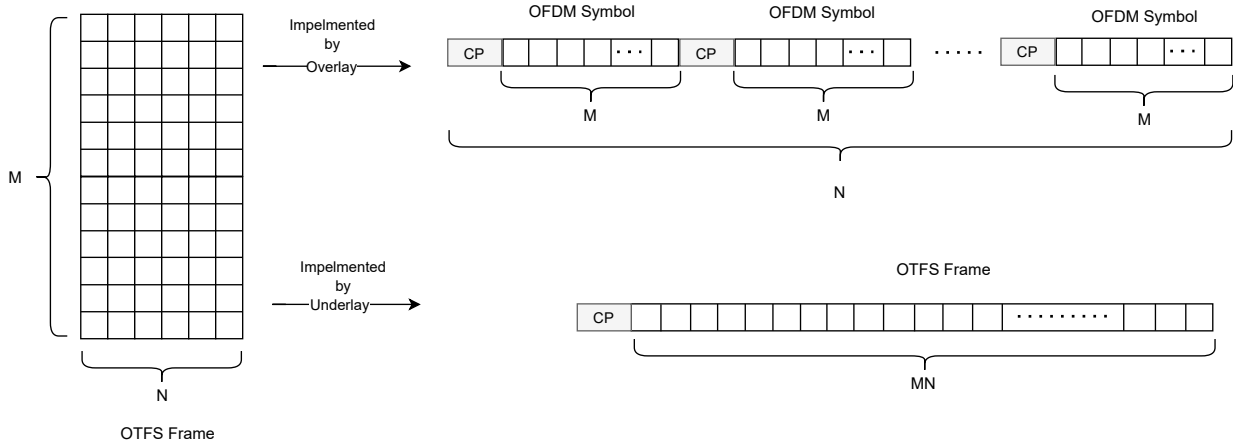 M
N
OTFS Frame
Impelmented
by
Overlay
OFDM Symbol
OFDM Symbol
OFDM Symbol
CP
CP
CP
M
M
M
N
Impelmented
by
Underlay
OTFS Frame
CP
MN